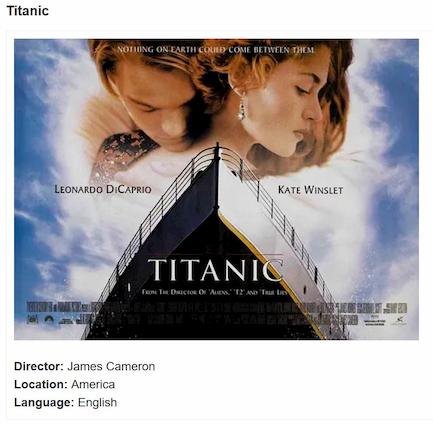 Titanic
NOTHING ON EARTH COULD COME BETWEEN THEM.
LEONARDO DICAPRIO
KATE WINSLET
TITANIC
FROM THE DIRECTOR OF 'ALIENS,' 'T2' AND 'TRUE LIES'
Director: James Cameron
Location: America
Language: English